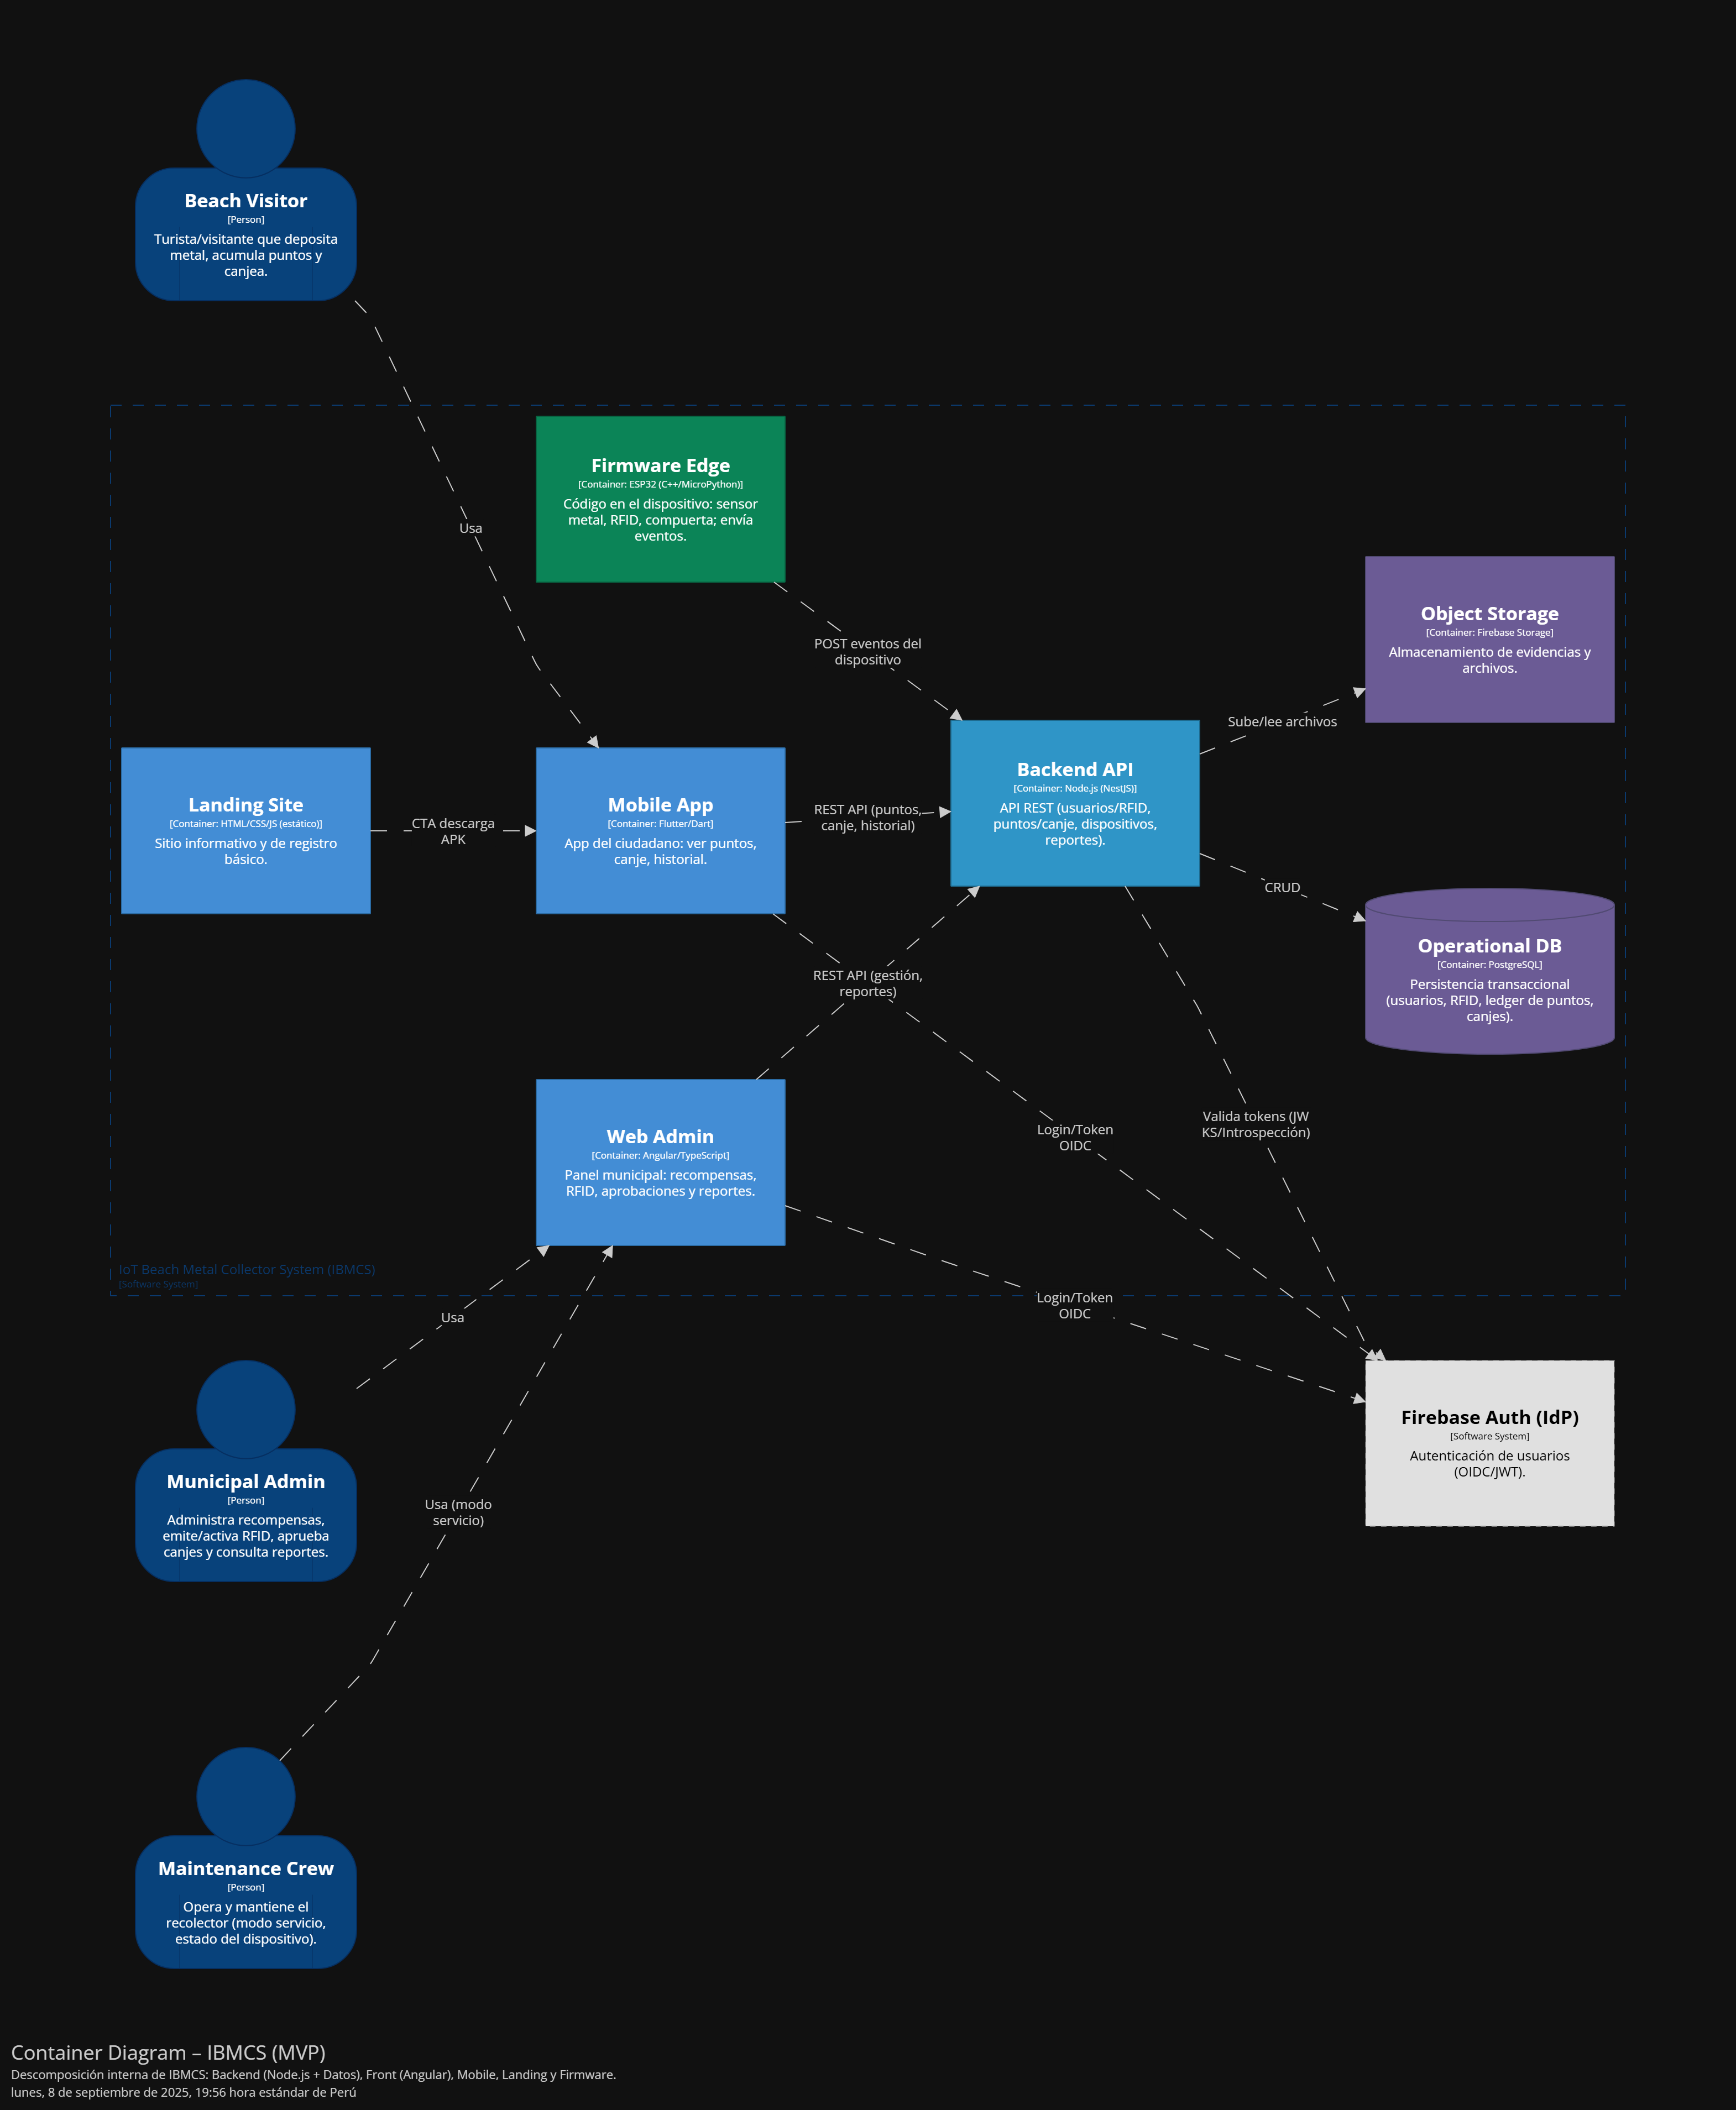 Beach Visitor
[Person]
Turista/visitante que deposita
metal, acumula puntos y
canjea.
Usa
Firmware Edge
[Container: ESP32 (C++/MicroPython)]
Código en el dispositivo: sensor
metal, RFID, compuerta; envía
eventos.
POST eventos del
dispositivo
Object Storage
[Container: Firebase Storage]
Almacenamiento de evidencias y
archivos.
Sube/lee archivos
Landing Site
[Container: HTML/CSS/JS (estático)]
Sitio informativo y de registro
básico.
CTA descarga
APK
Mobile App
[Container: Flutter/Dart]
App del ciudadano: ver puntos,
canje, historial.
REST API (puntos,
canje, historial)
Backend API
[Container: Node.js (NestJS)]
API REST (usuarios/RFID,
puntos/canje, dispositivos,
reportes).
CRUD
Operational DB
[Container: PostgreSQL]
Persistencia transaccional
(usuarios, RFID, ledger de puntos,
canjes).
REST API (gestión,
reportes)
Web Admin
[Container: Angular/TypeScript]
Panel municipal: recompensas,
RFID, aprobaciones y reportes.
Login/Token
OIDC
Valida tokens (JW
KS/Introspección)
IoT Beach Metal Collector System (IBMCS)
[Software System]
Usa
Login/Token
OIDC
Firebase Auth (IdP)
[Software System]
Autenticación de usuarios
(OIDC/JWT).
Municipal Admin
[Person]
Administra recompensas,
emite/activa RFID, aprueba
canjes y consulta reportes.
Usa (modo
servicio)
Maintenance Crew
[Person]
Opera y mantiene el
recolector (modo servicio,
estado del dispositivo).
Container Diagram – IBMCS (MVP)
Descomposición interna de IBMCS: Backend (Node.js + Datos), Front (Angular), Mobile, Landing y Firmware.
lunes, 8 de septiembre de 2025, 19:56 hora estándar de Perú